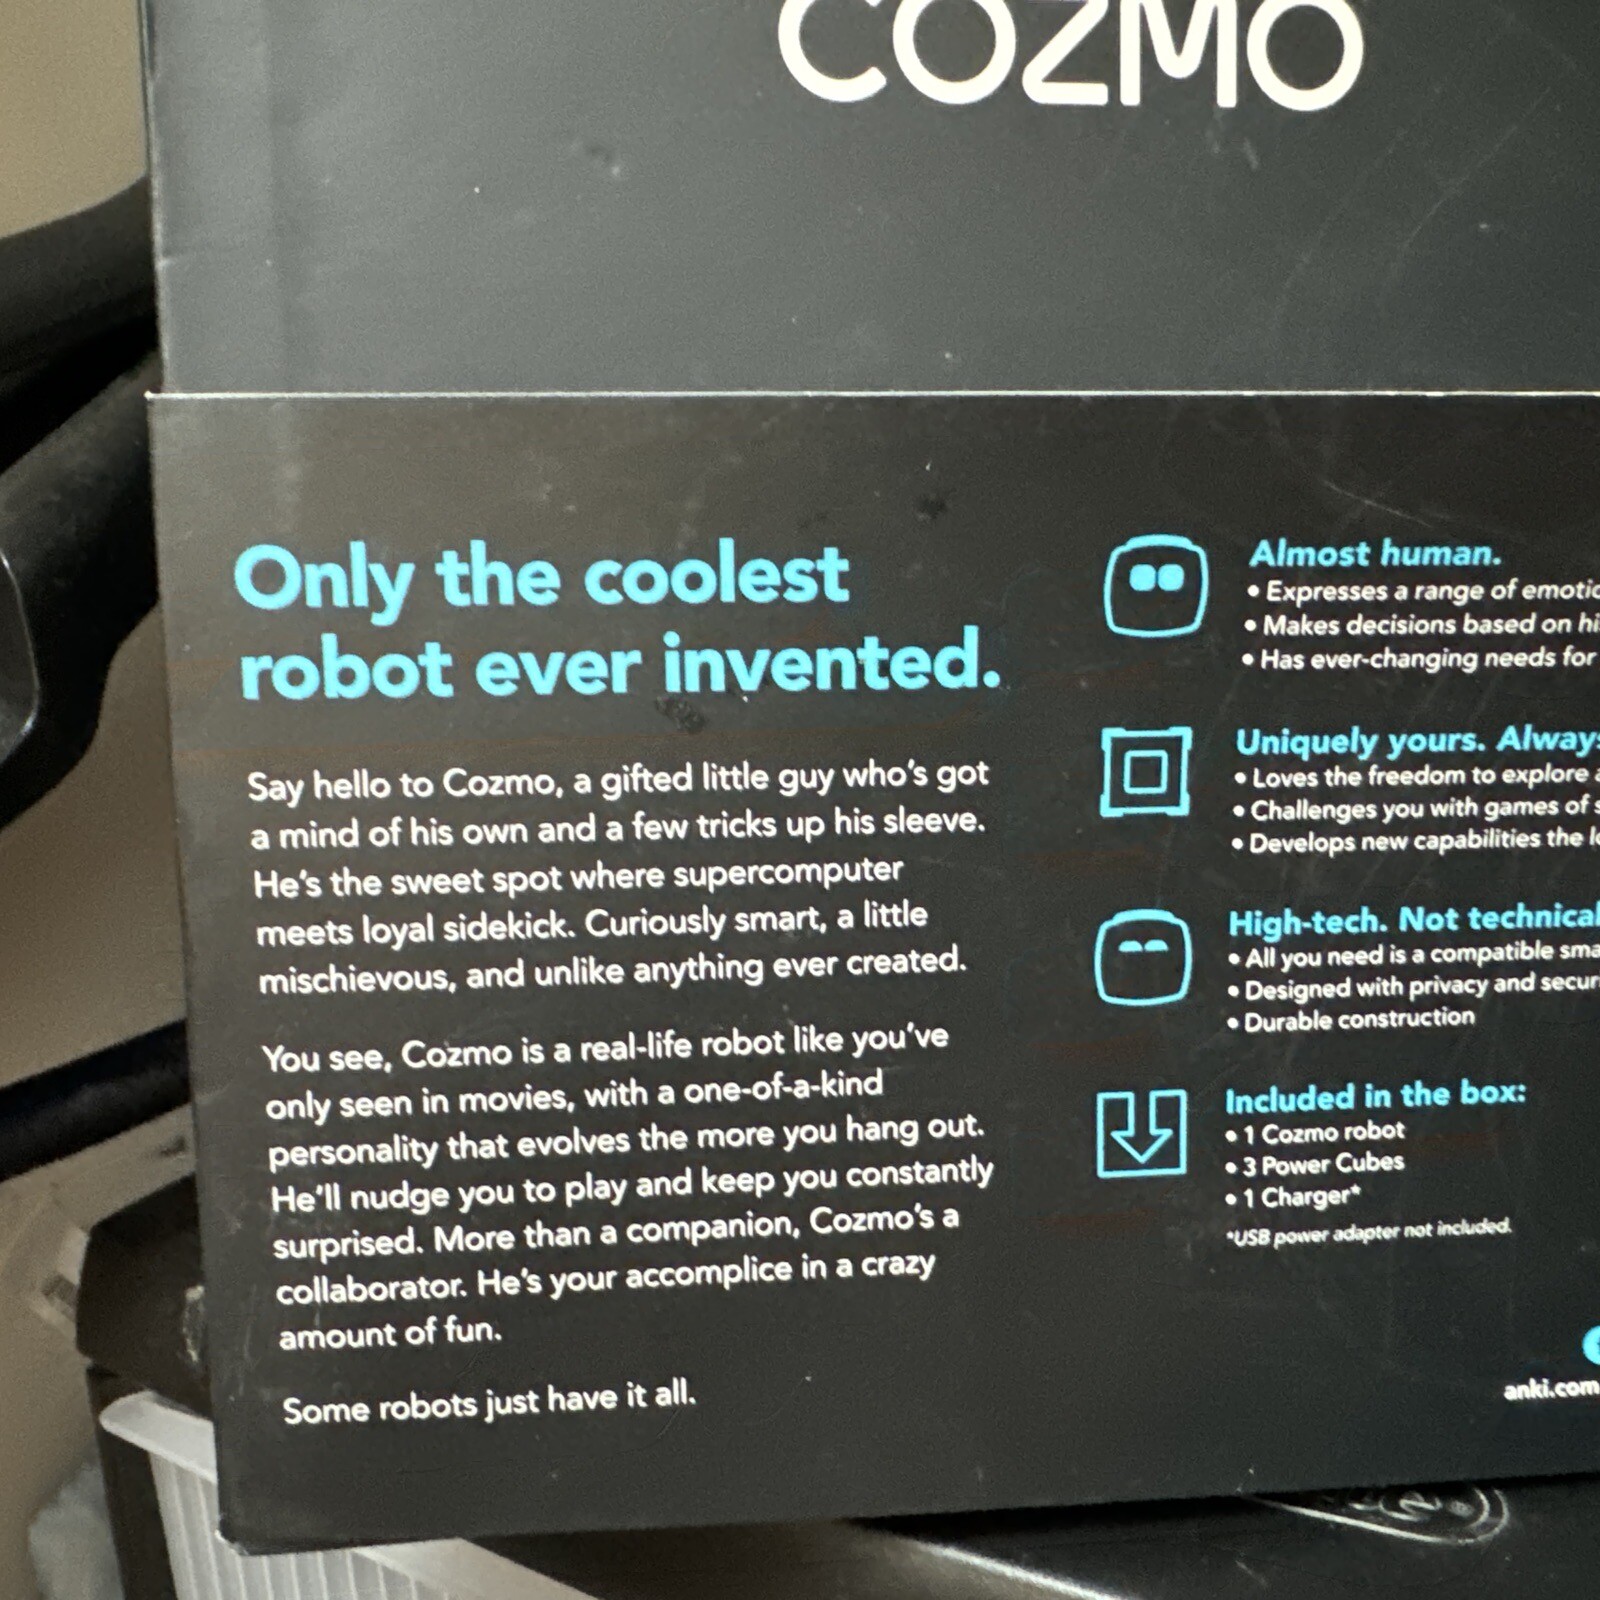 COZMO
Only the coolest
robot ever invented.
Say hello to Cozmo, a gifted little guy who's got
a mind of his own and a few tricks up his sleeve.
He's the sweet spot where supercomputer
meets loyal sidekick. Curiously smart, a little
mischievous, and unlike anything ever created.
You see, Cozmo is a real-life robot like you've
only seen in movies, with a one-of-a-kind
personality that evolves the more you hang out.
He'll nudge you to play and keep you constantly
surprised. More than a companion, Cozmo's a
collaborator. He's your accomplice in a crazy
amount of fun.
Some robots just have it all.
Almost human.
• Expresses a range of
• Makes decisions based on
• Has ever-changing needs for
Uniquely yours.
• Loves the freedom to explore
• Challenges you with games of
• Develops new capabilities the
High-tech. Not technical
• All you need is a compatible
• Designed with privacy and
• Durable construction
Included in the box:
• 1 Cozmo robot
• 3 Power Cubes
• 1 Charger*
*USB power adapter not included.
anki.com